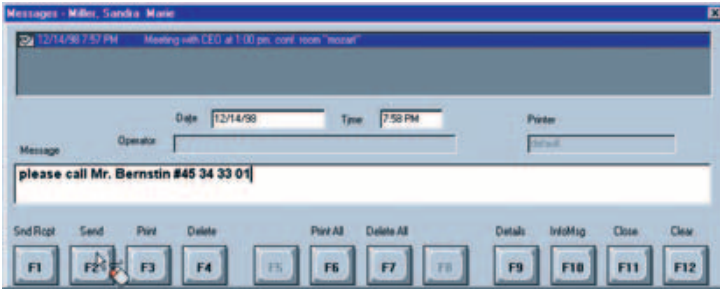 Messages - Miller, Sandra Marie
12/14/98 7:57 PM Meeting with CEO at 1:00 pm, conf. room "mozart"
Date 12/14/98 Time 7:58 PM Printer
Operator default
Message
please call Mr. Bernstin #45 34 33 01
Snd Rcpt Send Print Delete Print All Delete All Details InfoMsg Close Clear
F1 F2 F3 F4 F5 F6 F7 F8 F9 F10 F11 F12